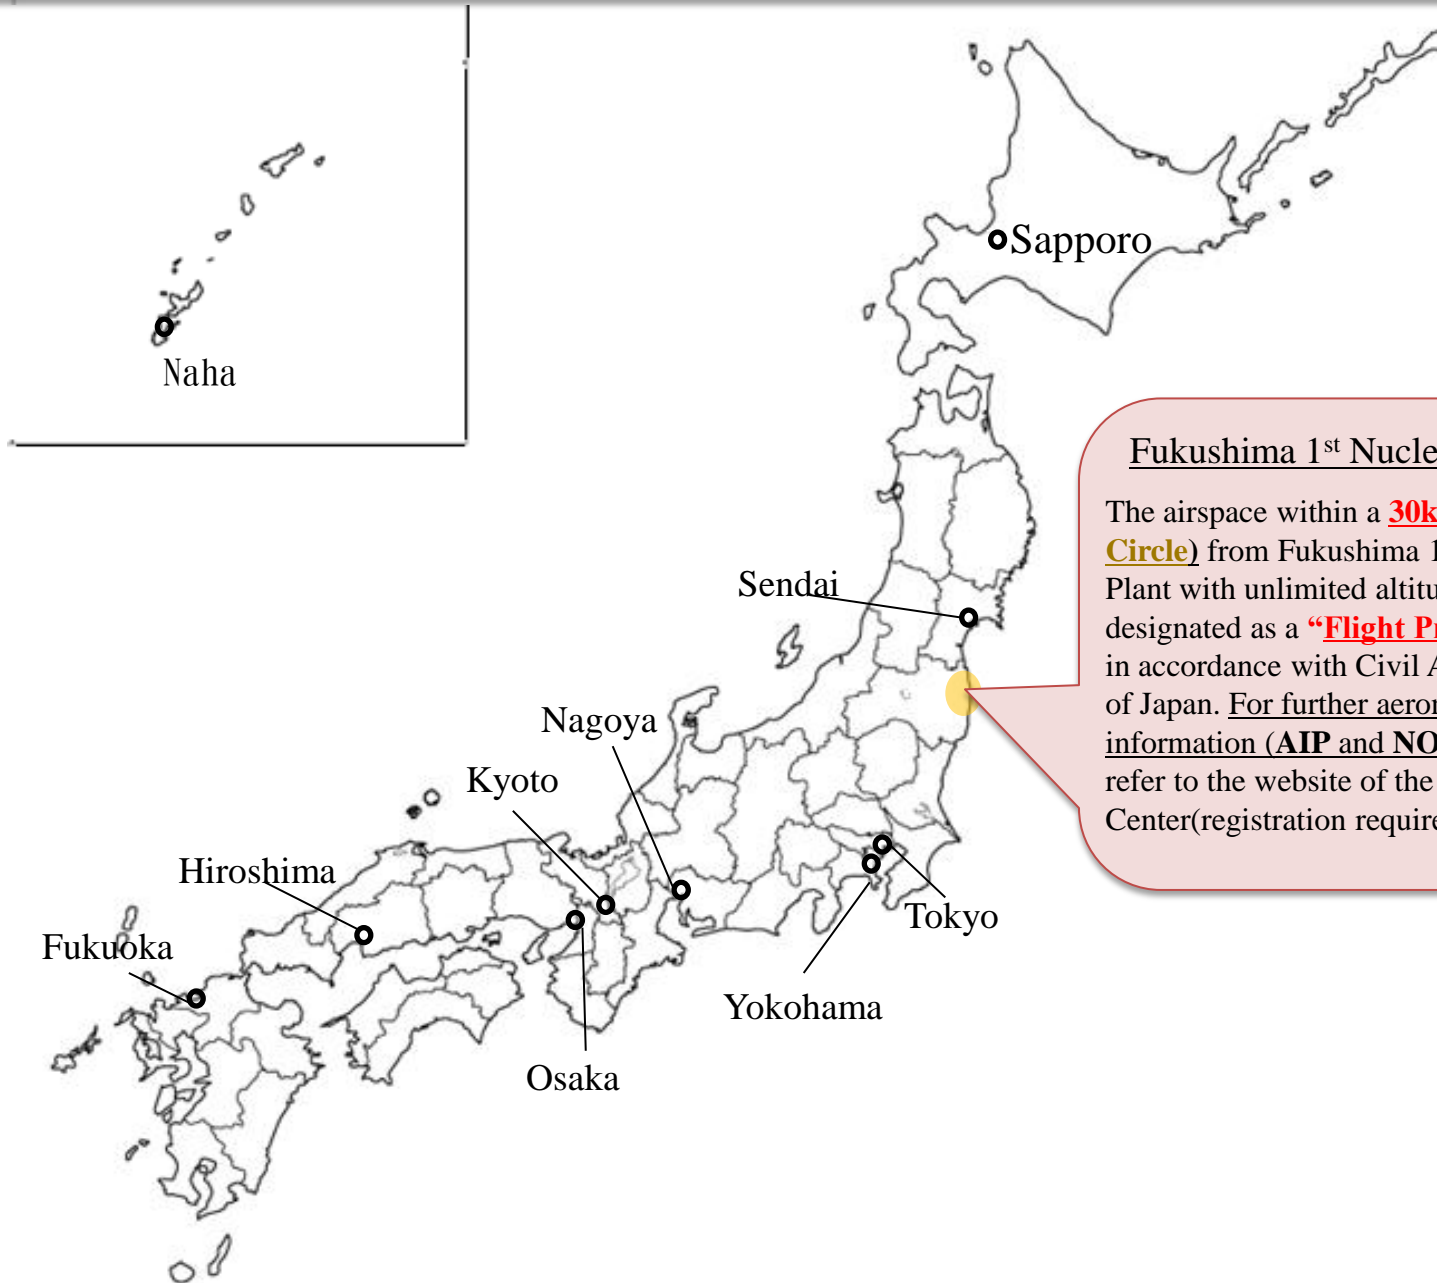 Sapporo
Naha
Fukushima 1st Nucle
The airspace within a 30k
Circle) from Fukushima 1
Plant with unlimited altitu
designated as a “Flight Pr
in accordance with Civil A
of Japan. For further aeron
information (AIP and NO
refer to the website of the
Center(registration require
Sendai
Nagoya
Kyoto
Hiroshima
Tokyo
Fukuoka
Yokohama
Osaka